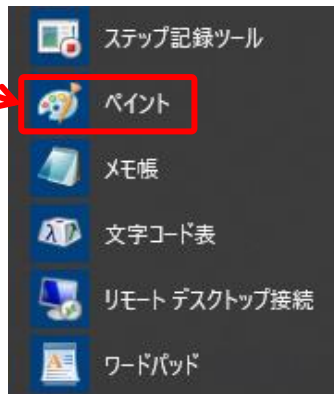 ステップ記録ツール
ペイント
メモ帳
文字コード表
リモート デスクトップ接続
ワードパッド